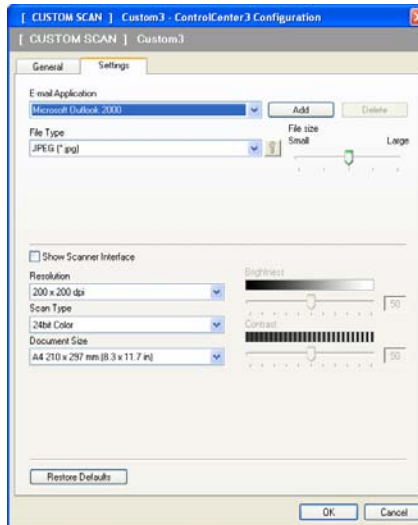 [ CUSTOM SCAN ] Custom3 - ControlCenter3 Configuration
[ CUSTOM SCAN ] Custom3
General Settings
E-mail Application
Microsoft Outlook 2000
Add Delete
File Type
File size
Small Large
JPEG (*.jpg)
Show Scanner Interface
Resolution
200 x 200 dpi
Scan Type
24bit Color
Document Size
A4 210 x 297 mm (8.3 x 11.7 in)
Brightness
50
Contrast
50
Restore Defaults
OK Cancel